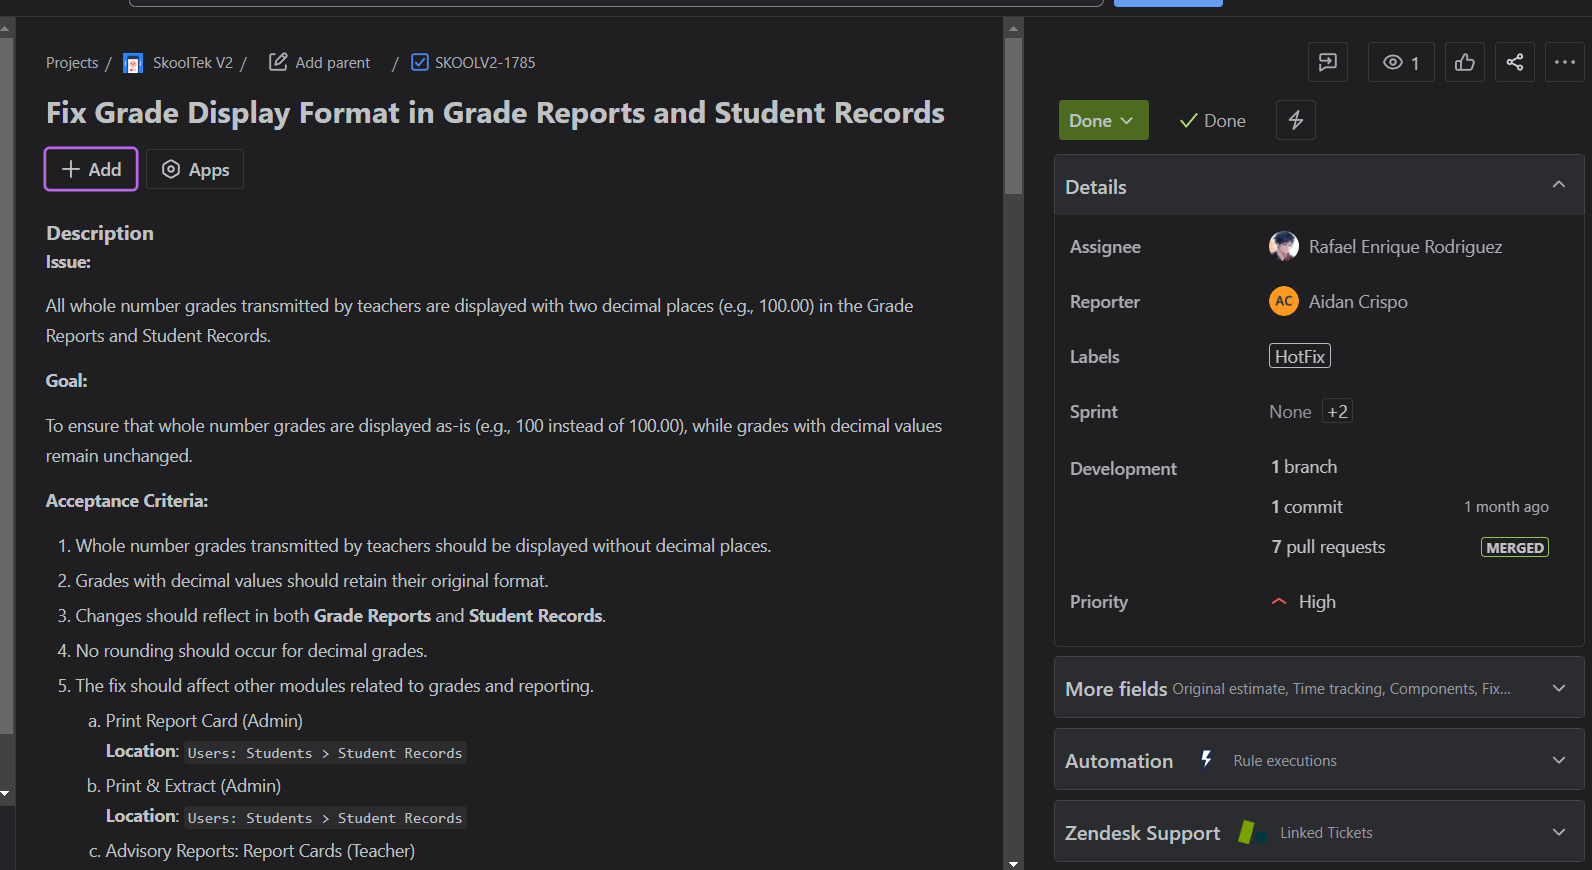 Projects / SkoolTek V2 / Add parent / SKOOLV2-1785
Fix Grade Display Format in Grade Reports and Student Records
Add Apps
Description
Issue:
All whole number grades transmitted by teachers are displayed with two decimal places (e.g., 100.00) in the Grade
Reports and Student Records.
Goal:
To ensure that whole number grades are displayed as-is (e.g., 100 instead of 100.00), while grades with decimal values
remain unchanged.
Acceptance Criteria:
1. Whole number grades transmitted by teachers should be displayed without decimal places.
2. Grades with decimal values should retain their original format.
3. Changes should reflect in both Grade Reports and Student Records.
4. No rounding should occur for decimal grades.
5. The fix should affect other modules related to grades and reporting.
a. Print Report Card (Admin)
Location: Users: Students > Student Records
b. Print & Extract (Admin)
Location: Users: Students > Student Records
c. Advisory Reports: Report Cards (Teacher)
1
Done Done
Details
Assignee Rafael Enrique Rodriguez
Reporter AC Aidan Crispo
Labels HotFix
Sprint None +2
Development 1 branch
1 commit 1 month ago
7 pull requests MERGED
Priority High
More fields Original estimate, Time tracking, Components, Fix...
Automation Rule executions
Zendesk Support Linked Tickets